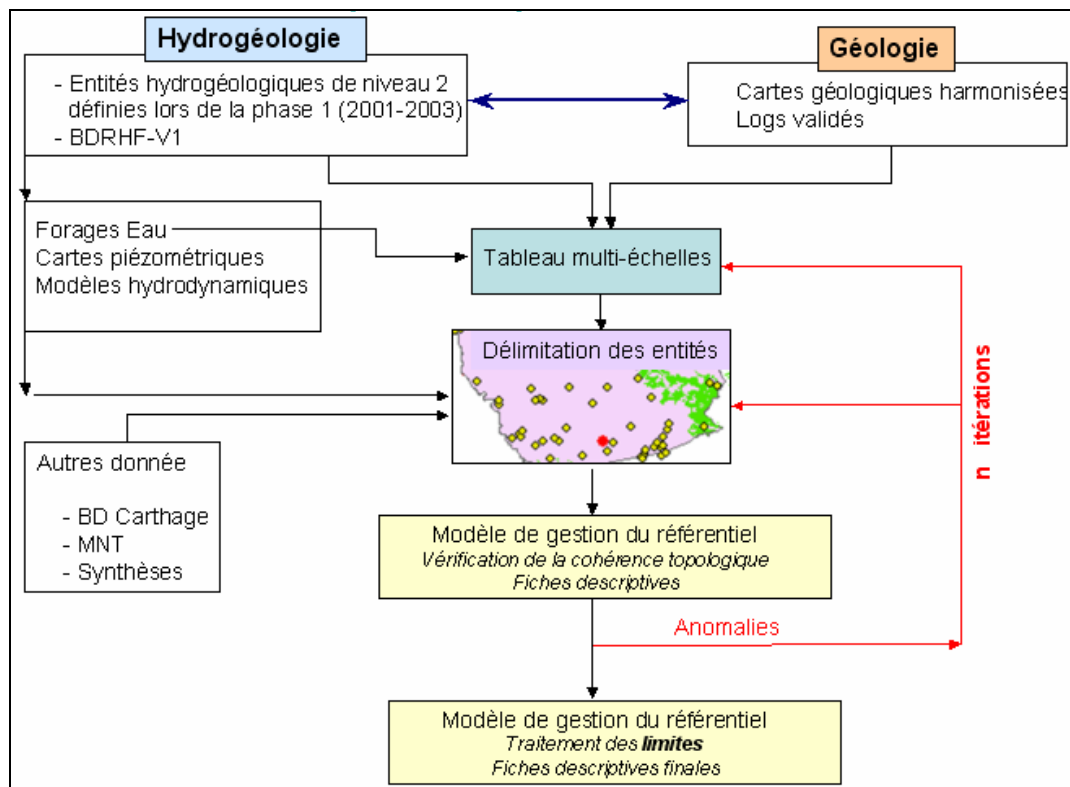 Hydrogéologie
- Entités hydrogéologiques de niveau 2
définies lors de la phase 1 (2001-2003)
- BDRHF-V1
Géologie
Cartes géologiques harmonisées
Logs validés
Forages Eau
Cartes piézométriques
Modèles hydrodynamiques
Tableau multi-échelles
Délimitation des entités
n itérations
Autres donnée
- BD Carthage
- MNT
- Synthèses
Modèle de gestion du référentiel
Vérification de la cohérence topologique
Fiches descriptives
Anomalies
Modèle de gestion du référentiel
Traitement des limites
Fiches descriptives finales